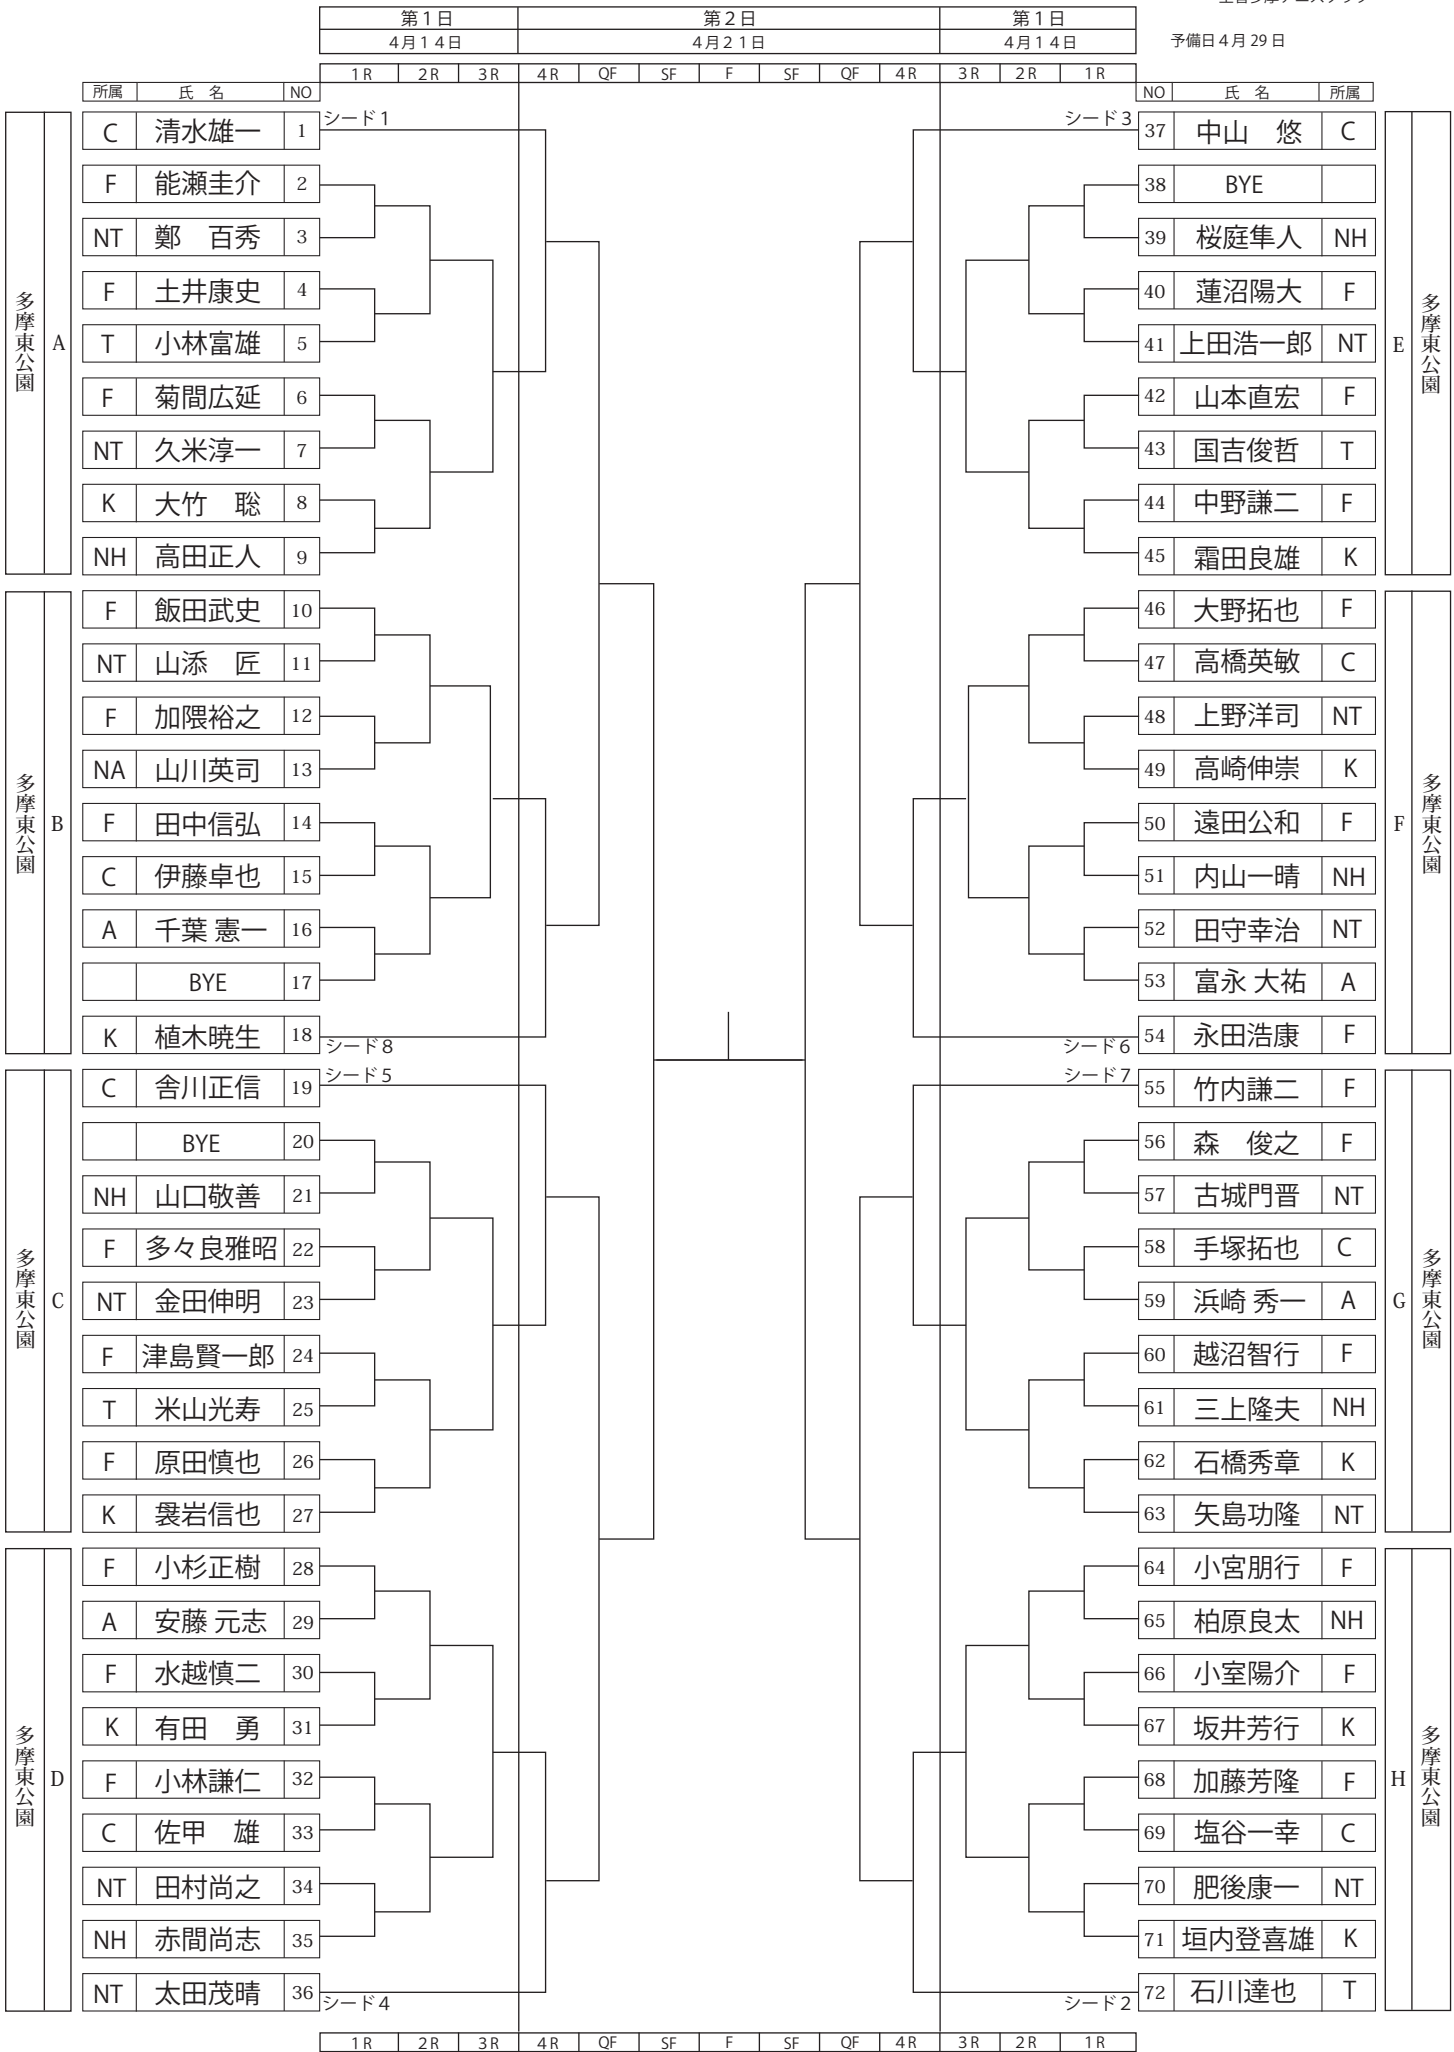 第1日 第2日 第1日
4月14日 4月21日 4月14日 予備日4月29日
1R 2R 3R 4R QF SF F SF QF 4R 3R 2R 1R
所属 氏 名 NO NO 氏 名 所属
C 清水雄一 1 シード1 シード3 37 中山 悠 C
F 能瀬圭介 2 38 BYE
NT 鄭 百秀 3 39 桜庭隼人 NH
F 土井康史 4 40 蓮沼陽大 F
T 小林富雄 5 41 上田浩一郎 NT
多摩東公園 A E 多摩東公園
F 菊間広延 6 42 山本直宏 F
NT 久米淳一 7 43 国吉俊哲 T
K 大竹 聡 8 44 中野謙二 F
NH 高田正人 9 45 霜田良雄 K
F 飯田武史 10 46 大野拓也 F
NT 山添 匠 11 47 高橋英敏 C
F 加隈裕之 12 48 上野洋司 NT
NA 山川英司 13 49 高崎伸崇 K
多摩東公園 B F 多摩東公園
F 田中信弘 14 50 遠田公和 F
C 伊藤卓也 15 51 内山一晴 NH
A 千葉 憲一 16 52 田守幸治 NT
BYE 17 53 富永 大祐 A
K 植木暁生 18 シード8 シード6 54 永田浩康 F
C 舎川正信 19 シード5 シード7 55 竹内謙二 F
BYE 20 56 森 俊之 F
NH 山口敬善 21 57 古城門晋 NT
F 多々良雅昭 22 58 手塚拓也 C
NT 金田伸明 23 59 浜崎 秀一 A
多摩東公園 C G 多摩東公園
F 津島賢一郎 24 60 越沼智行 F
T 米山光寿 25 61 三上隆夫 NH
F 原田慎也 26 62 石橋秀章 K
K 袰岩信也 27 63 矢島功隆 NT
F 小杉正樹 28 64 小宮朋行 F
A 安藤 元志 29 65 柏原良太 NH
F 水越慎二 30 66 小室陽介 F
K 有田 勇 31 67 坂井芳行 K
多摩東公園 D H 多摩東公園
F 小林謙仁 32 68 加藤芳隆 F
C 佐甲 雄 33 69 塩谷一幸 C
NT 田村尚之 34 70 肥後康一 NT
NH 赤間尚志 35 71 垣内登喜雄 K
NT 太田茂晴 36 シード4 シード2 72 石川達也 T
1R 2R 3R 4R QF SF F SF QF 4R 3R 2R 1R